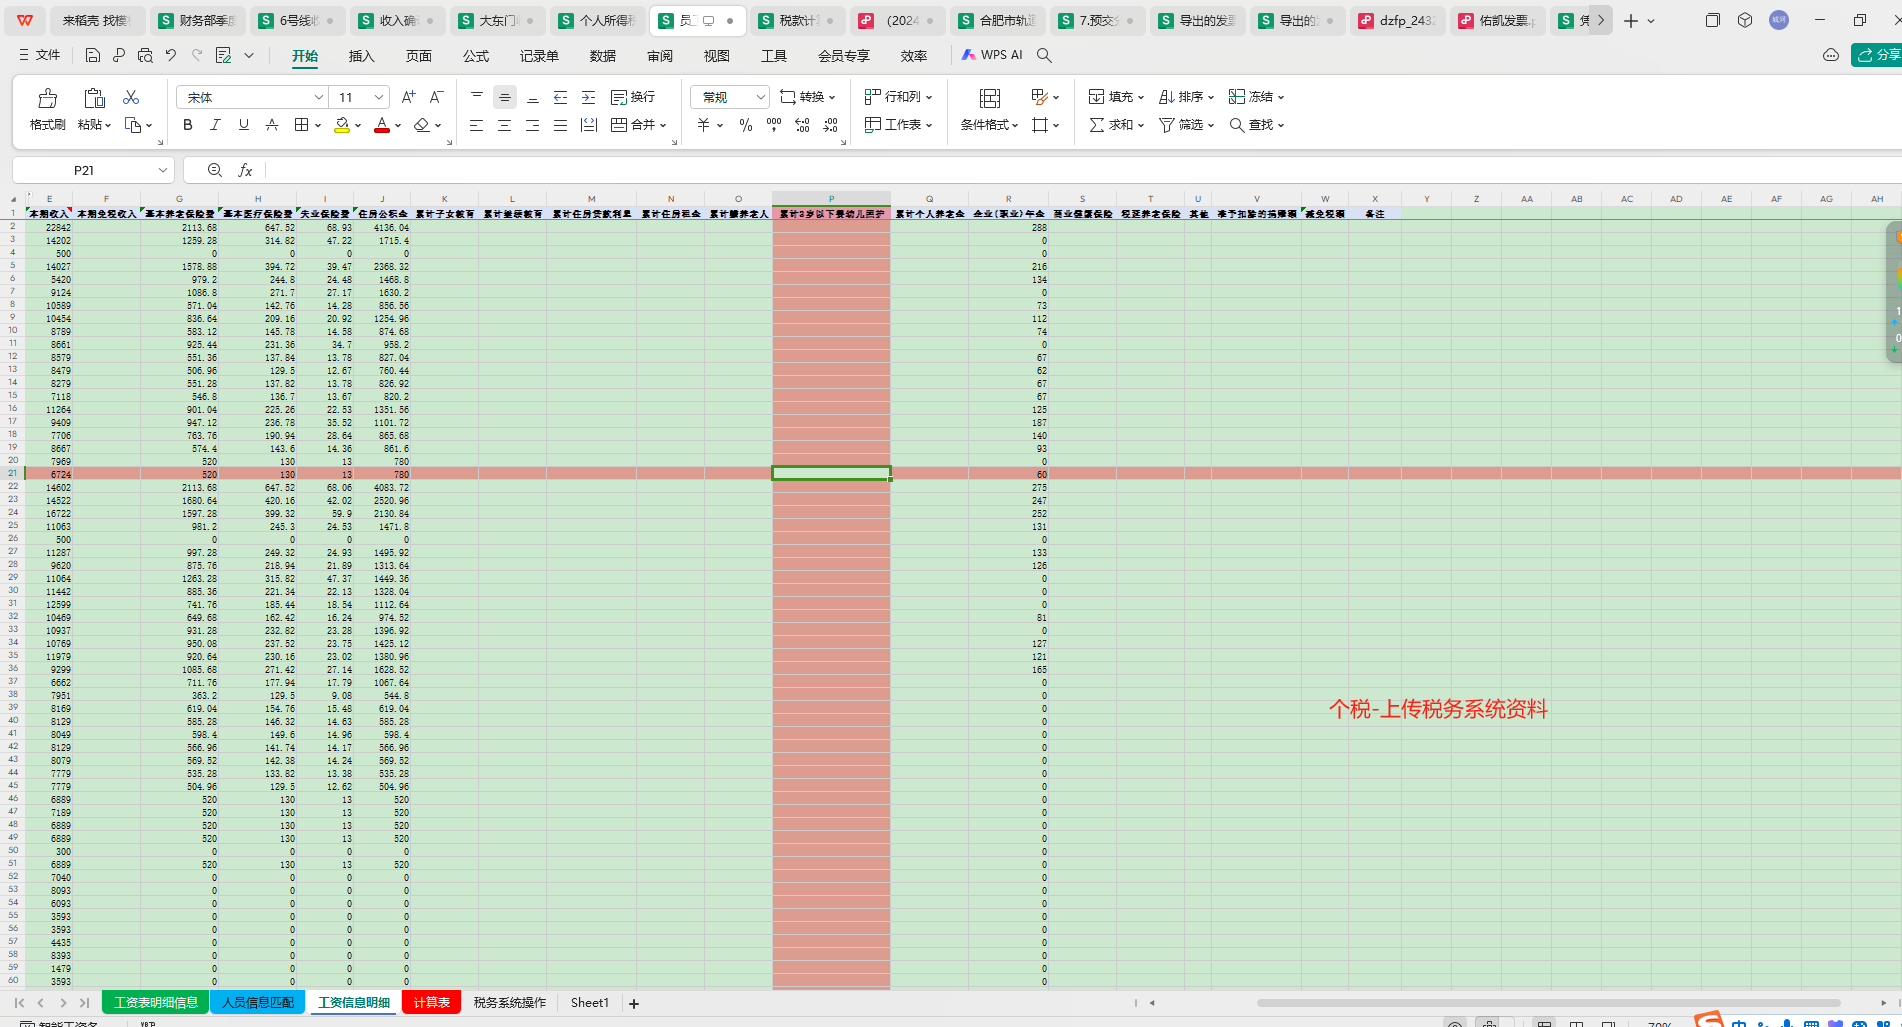 来稻壳 找模 财务部季度 6号线收 收入确 大东门 个人所得税 员工 税款计算 （2024 合肥市轨道 7.预交 导出的发票 导出的 dzfp_2432 佑凯发票.p 凭
文件 开始 插入 页面 公式 记录单 数据 审阅 视图 工具 会员专享 效率 WPS AI 分享
格式刷 粘贴 宋体 11 换行 常规 转换 行和列 条件格式 填充 排序 冻结
B I U A 合并 ¥ % 工作表 求和 筛选 查找
P21 fx
E F G H I J K L M N O P Q R S T U V W X Y Z AA AB AC AD AE AF AG AH
1 本期收入 本期免税收入 基本养老保险费 基本医疗保险费 失业保险费 住房公积金 累计子女教育 累计继续教育 累计住房贷款利息 累计住房租金 累计赡养老人 累计3岁以下婴幼儿照护 累计个人养老金 企业(职业)年金 商业健康保险 税延养老保险 其他 准予扣除的捐赠额 减免税额 备注
2 22842 2113.68 647.52 68.93 4136.04 288
3 14202 1259.28 314.82 47.22 1715.4 0
4 500 0 0 0 0 0
5 14027 1578.88 394.72 39.47 2368.32 216
6 5420 979.2 244.8 24.48 1468.8 134
7 9124 1086.8 271.7 27.17 1630.2 0
8 10589 571.04 142.76 14.28 856.56 73
9 10454 836.64 209.16 20.92 1254.96 112
10 8789 583.12 145.78 14.58 874.68 74
11 8661 925.44 231.36 34.7 958.2 0
12 8579 551.36 137.84 13.78 827.04 67
13 8479 506.96 129.5 12.67 760.44 62
14 8279 551.28 137.82 13.78 826.92 67
15 7118 546.8 136.7 13.67 820.2 67
16 11264 901.04 225.26 22.53 1351.56 125
17 9409 947.12 236.78 35.52 1101.72 187
18 7706 763.76 190.94 28.64 865.68 140
19 8667 574.4 143.6 14.36 861.6 93
20 7969 520 130 13 780 0
21 6724 520 130 13 780 60
22 14602 2113.68 647.52 68.06 4083.72 275
23 14522 1680.64 420.16 42.02 2520.96 247
24 16722 1597.28 399.32 59.9 2130.84 252
25 11063 981.2 245.3 24.53 1471.8 131
26 500 0 0 0 0 0
27 11287 997.28 249.32 24.93 1495.92 133
28 9620 875.76 218.94 21.89 1313.64 126
29 11064 1263.28 315.82 47.37 1449.36 0
30 11442 885.36 221.34 22.13 1328.04 0
31 12599 741.76 185.44 18.54 1112.64 0
32 10469 649.68 162.42 16.24 974.52 81
33 10937 931.28 232.82 23.28 1396.92 0
34 10769 950.08 237.52 23.75 1425.12 127
35 11979 920.64 230.16 23.02 1380.96 121
36 9299 1085.68 271.42 27.14 1628.52 165
37 6662 711.76 177.94 17.79 1067.64 0
38 7951 363.2 129.5 9.08 544.8 0
39 8169 619.04 154.76 15.48 619.04 0
个税-上传税务系统资料
40 8129 585.28 146.32 14.63 585.28 0
41 8049 598.4 149.6 14.96 598.4 0
42 8129 566.96 141.74 14.17 566.96 0
43 8079 569.52 142.38 14.24 569.52 0
44 7779 535.28 133.82 13.38 535.28 0
45 7779 504.96 129.5 12.62 504.96 0
46 6889 520 130 13 520 0
47 7189 520 130 13 520 0
48 6889 520 130 13 520 0
49 6889 520 130 13 520 0
50 300 0 0 0 0 0
51 6889 520 130 13 520 0
52 7040 0 0 0 0 0
53 8093 0 0 0 0 0
54 6093 0 0 0 0 0
55 3593 0 0 0 0 0
56 3593 0 0 0 0 0
57 4435 0 0 0 0 0
58 8393 0 0 0 0 0
59 1479 0 0 0 0 0
60 3593 0 0 0 0 0
工资表明细信息 人员信息匹配 工资信息明细 计算表 税务系统操作 Sheet1
70%